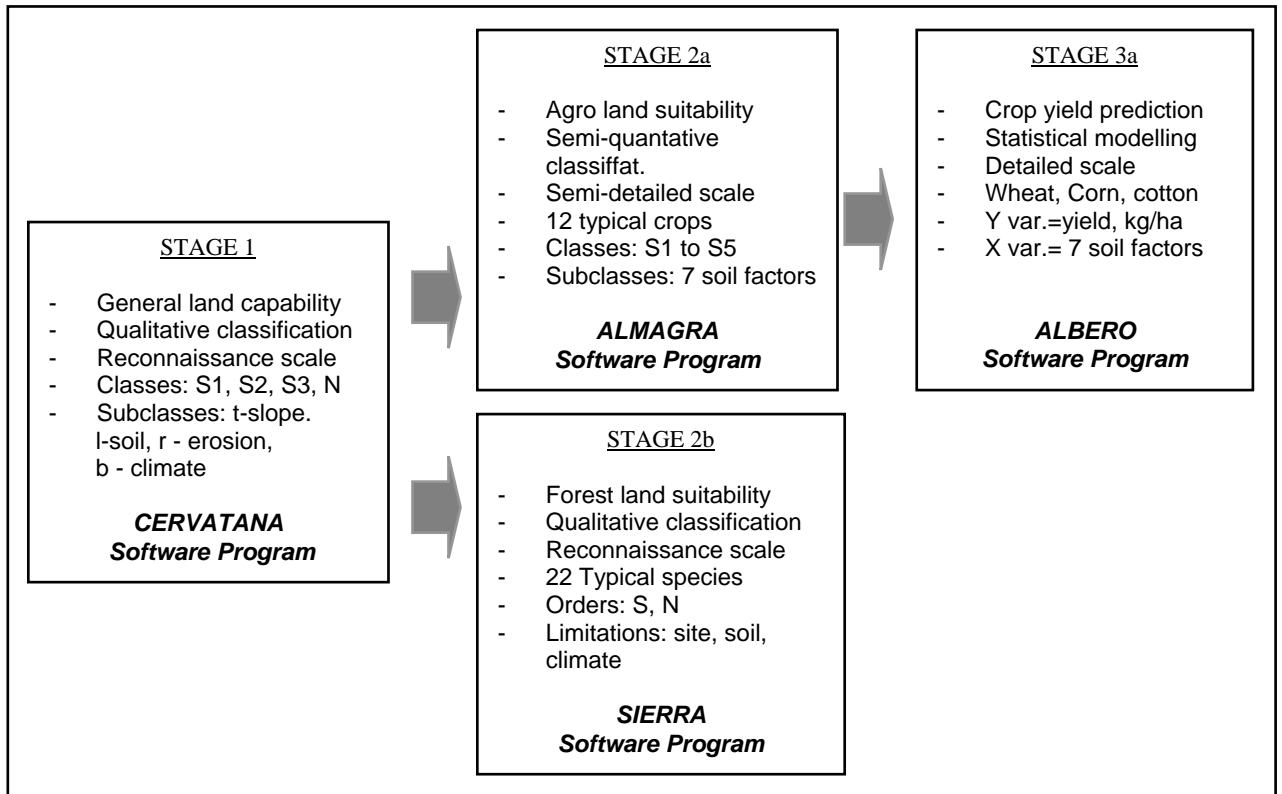 STAGE 1
- General land capability
- Qualitative classification
- Reconnaissance scale
- Classes: S1, S2, S3, N
- Subclasses: t-slope.
l-soil, r - erosion,
b - climate
CERVATANA
Software Program
STAGE 2a
- Agro land suitability
- Semi-quantative
classiffat.
- Semi-detailed scale
- 12 typical crops
- Classes: S1 to S5
- Subclasses: 7 soil factors
ALMAGRA
Software Program
STAGE 3a
- Crop yield prediction
- Statistical modelling
- Detailed scale
- Wheat, Corn, cotton
- Y var.=yield, kg/ha
- X var.= 7 soil factors
ALBERO
Software Program
STAGE 2b
- Forest land suitability
- Qualitative classification
- Reconnaissance scale
- 22 Typical species
- Orders: S, N
- Limitations: site, soil,
climate
SIERRA
Software Program